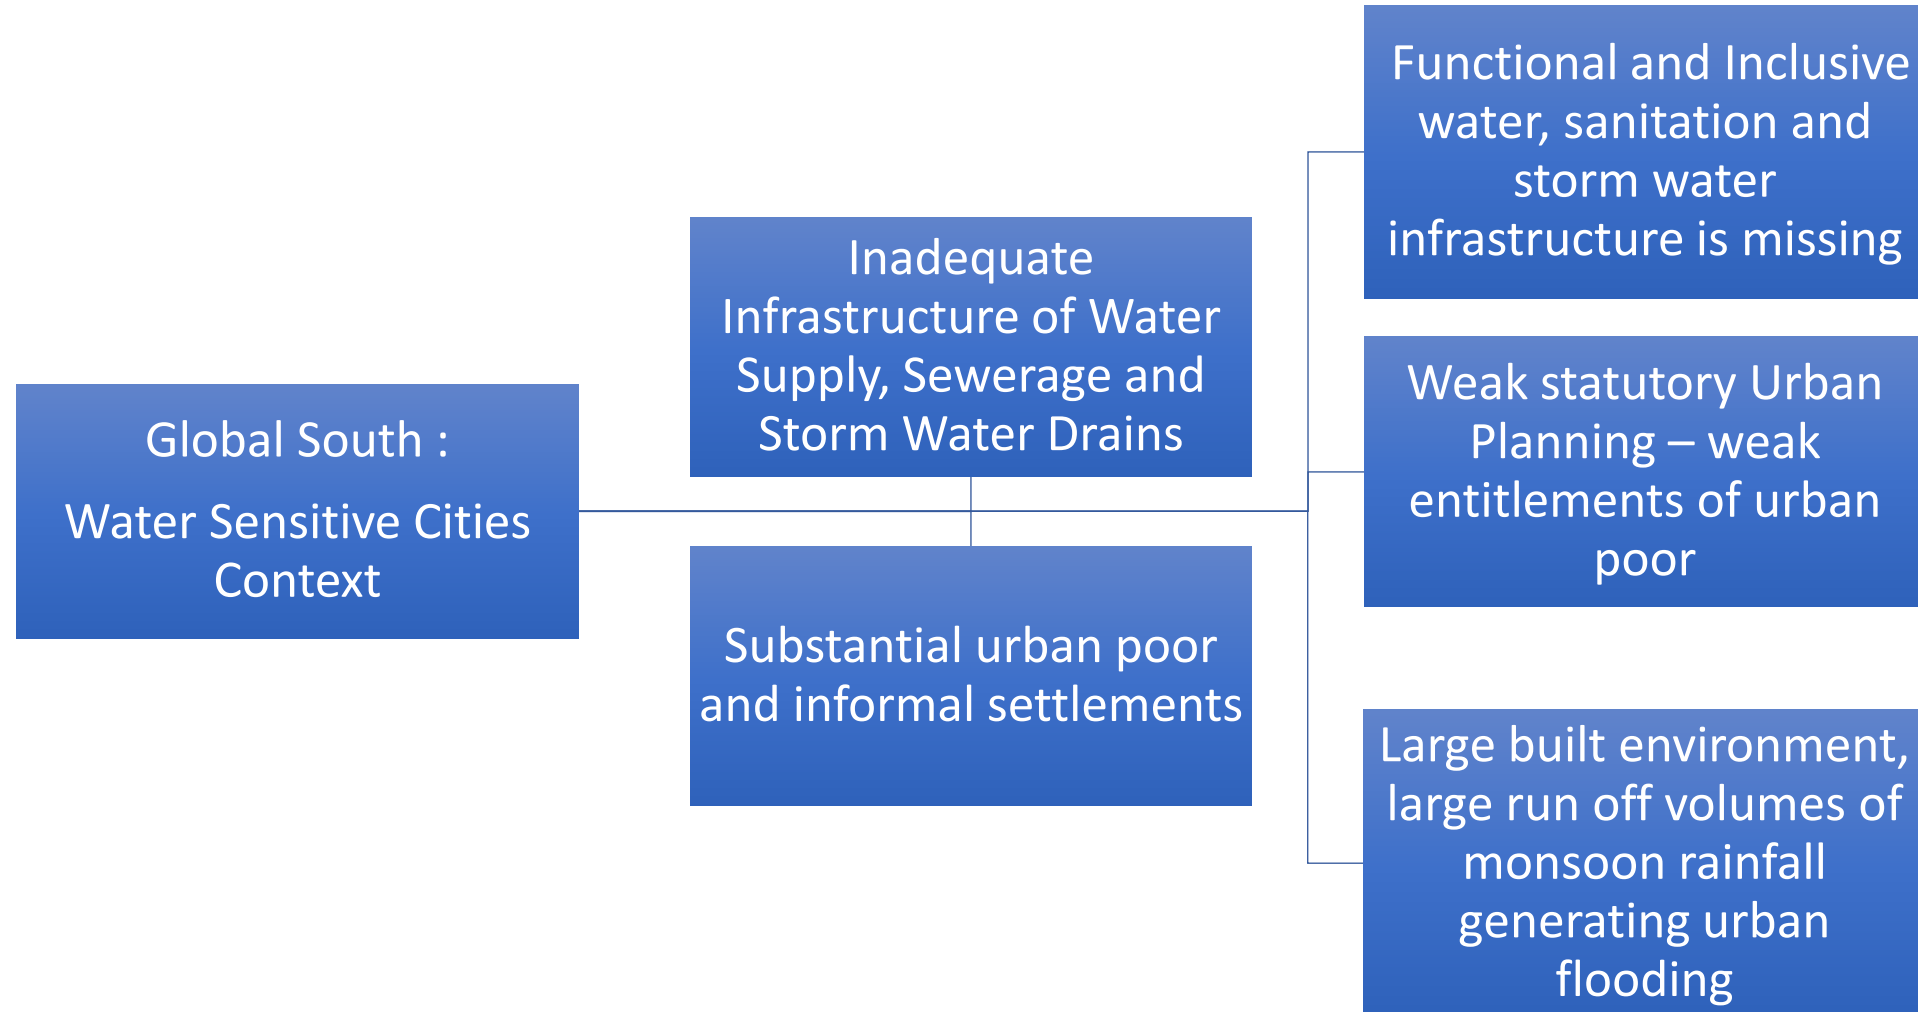 Global South :
Water Sensitive Cities
Context
Inadequate
Infrastructure of Water
Supply, Sewerage and
Storm Water Drains
Substantial urban poor
and informal settlements
Functional and Inclusive
water, sanitation and
storm water
infrastructure is missing
Weak statutory Urban
Planning – weak
entitlements of urban
poor
Large built environment,
large run off volumes of
monsoon rainfall
generating urban
flooding